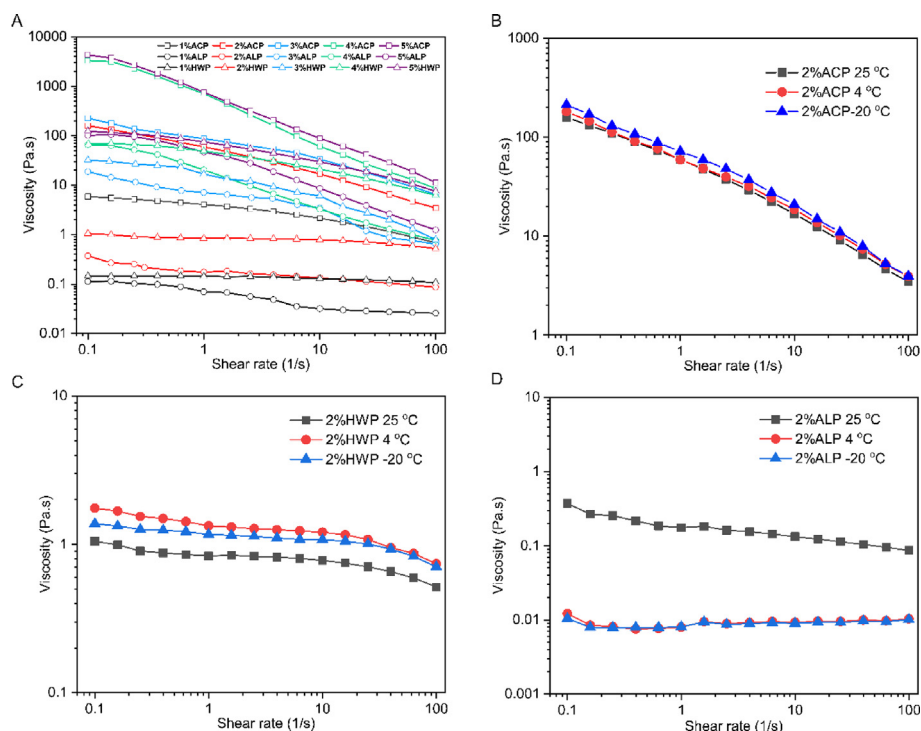 A
1%ACP 2%ACP 3%ACP 4%ACP 5%ACP
1%ALP 2%ALP 3%ALP 4%ALP 5%ALP
1%HWP 2%HWP 3%HWP 4%HWP 5%HWP
10000
1000
100
10
1
0.1
0.01
Viscosity (Pa.s)
0.1 1 10 100
Shear rate (1/s)
B
2%ACP 25 °C
2%ACP 4 °C
2%ACP-20 °C
1000
100
10
1
Viscosity (Pa.s)
0.1 1 10 100
Shear rate (1/s)
C
2%HWP 25 °C
2%HWP 4 °C
2%HWP -20 °C
10
1
0.1
Viscosity (Pa.s)
0.1 1 10 100
Shear rate (1/s)
D
2%ALP 25 °C
2%ALP 4 °C
2%ALP -20 °C
10
1
0.1
0.01
0.001
Viscosity (Pa.s)
0.1 1 10 100
Shear rate (1/s)